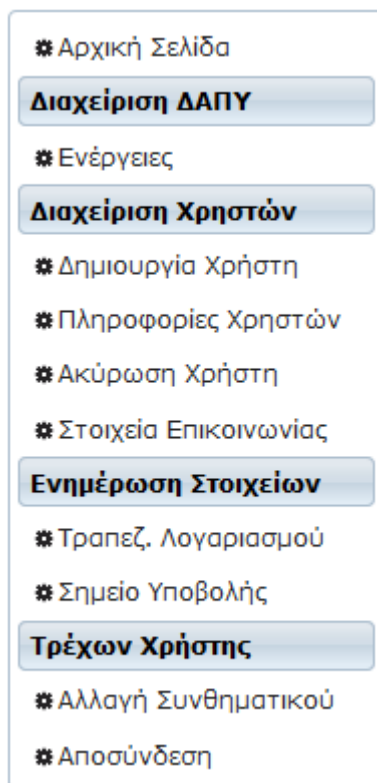 Αρχική Σελίδα
Διαχείριση ΔΑΠΥ
Ενέργειες
Διαχείριση Χρηστών
Δημιουργία Χρήστη
Πληροφορίες Χρηστών
Ακύρωση Χρήστη
Στοιχεία Επικοινωνίας
Ενημέρωση Στοιχείων
Τραπεζ. Λογαριασμού
Σημείο Υποβολής
Τρέχων Χρήστης
Αλλαγή Συνθηματικού
Αποσύνδεση